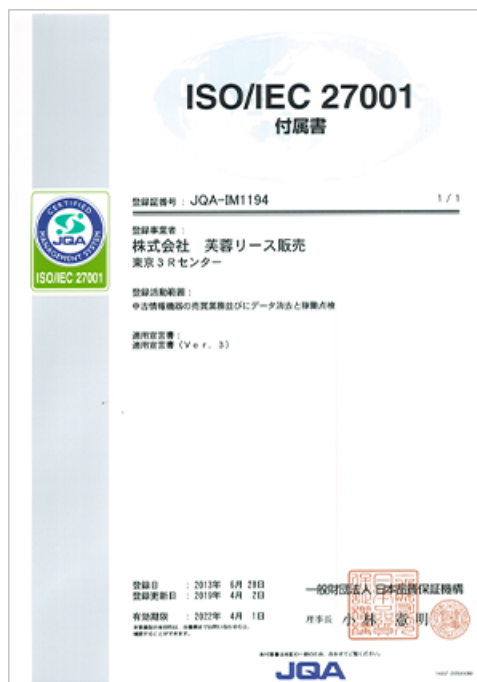 ISO/IEC 27001
付属書
登録証番号 : JQA-IM1194
1 / 1
CERTIFIED
MANAGEMENT SYSTEM
JQA
ISO/IEC 27001
登録事業者 :
株式会社 芙蓉リース販売
東京3Rセンター
登録活動範囲 :
中古情報機器の売買業務並びにデータ消去と稼働点検
適用宣言書 :
適用宣言書 (Ver. 3)
登録日 : 2013年 6月 28日
登録更新日 : 2019年 4月 2日
有効期限 : 2022年 4月 1日
一般財団法人 日本品質保証機構
理事長 小林 憲明
JQA